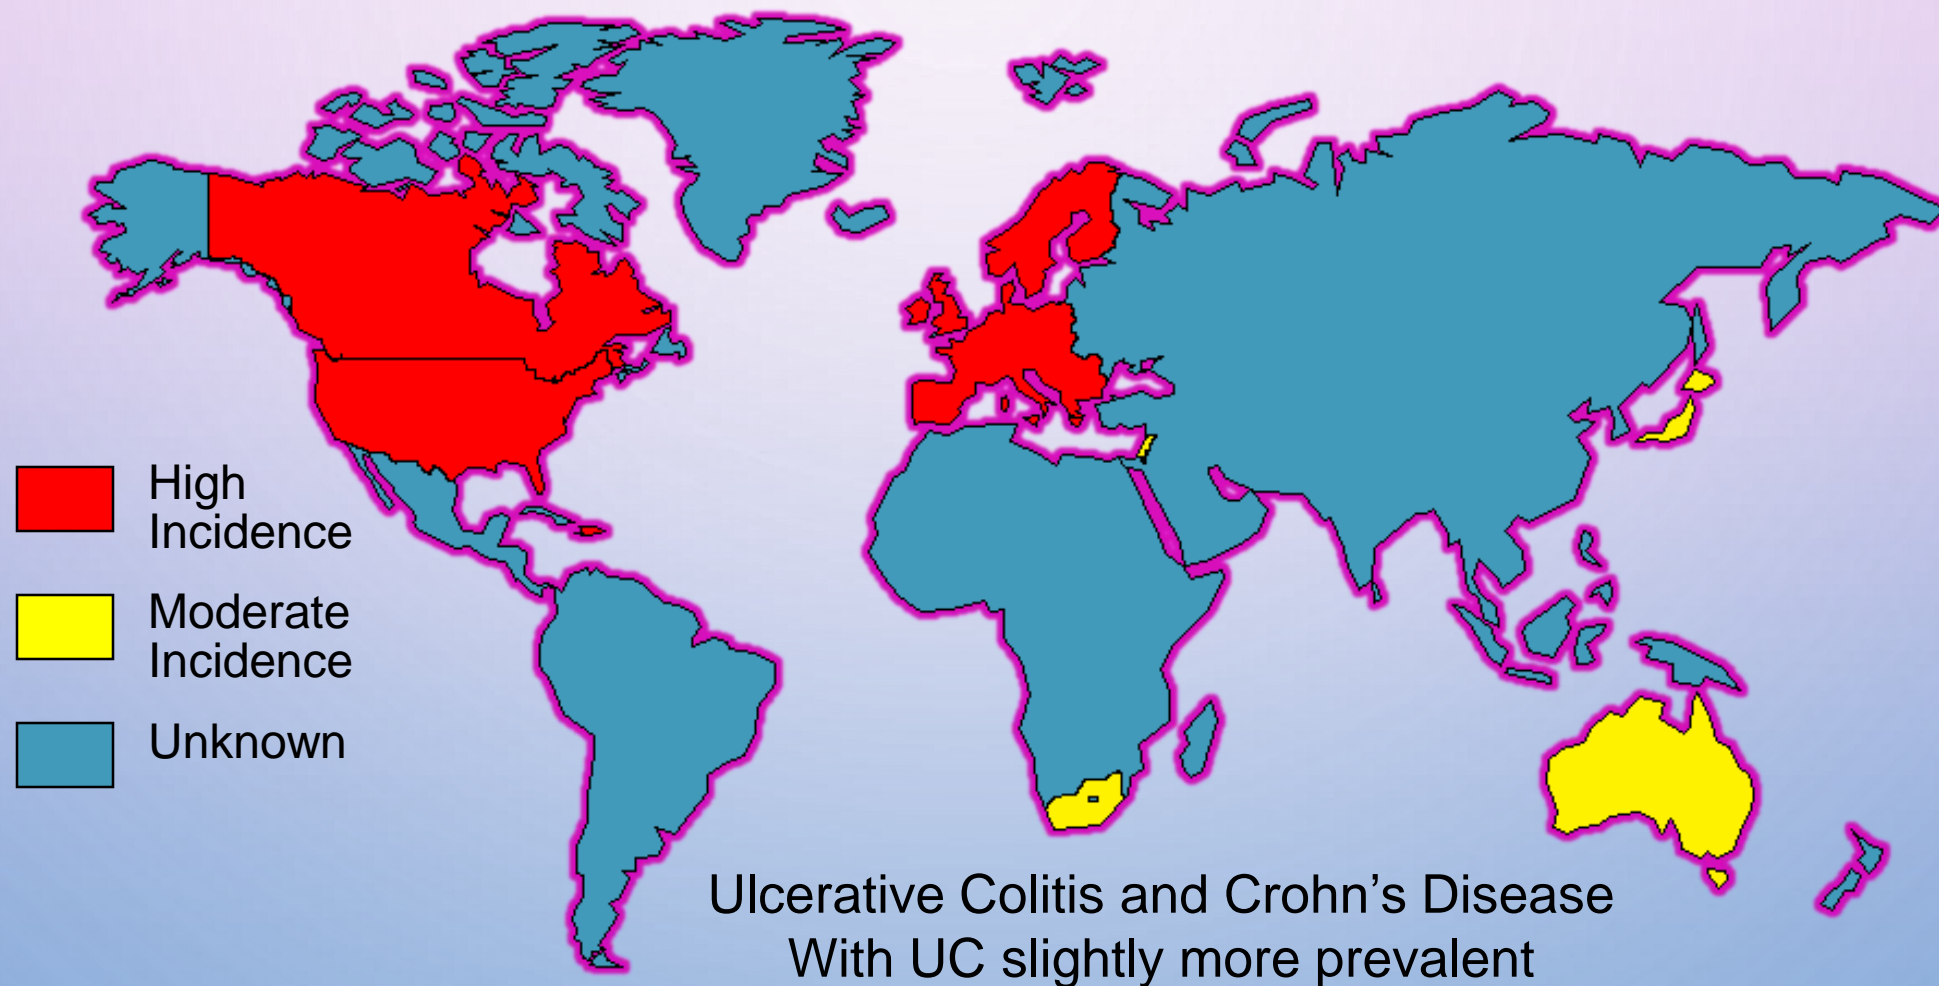 High
Incidence
Moderate
Incidence
Unknown
Ulcerative Colitis and Crohn’s Disease
With UC slightly more prevalent